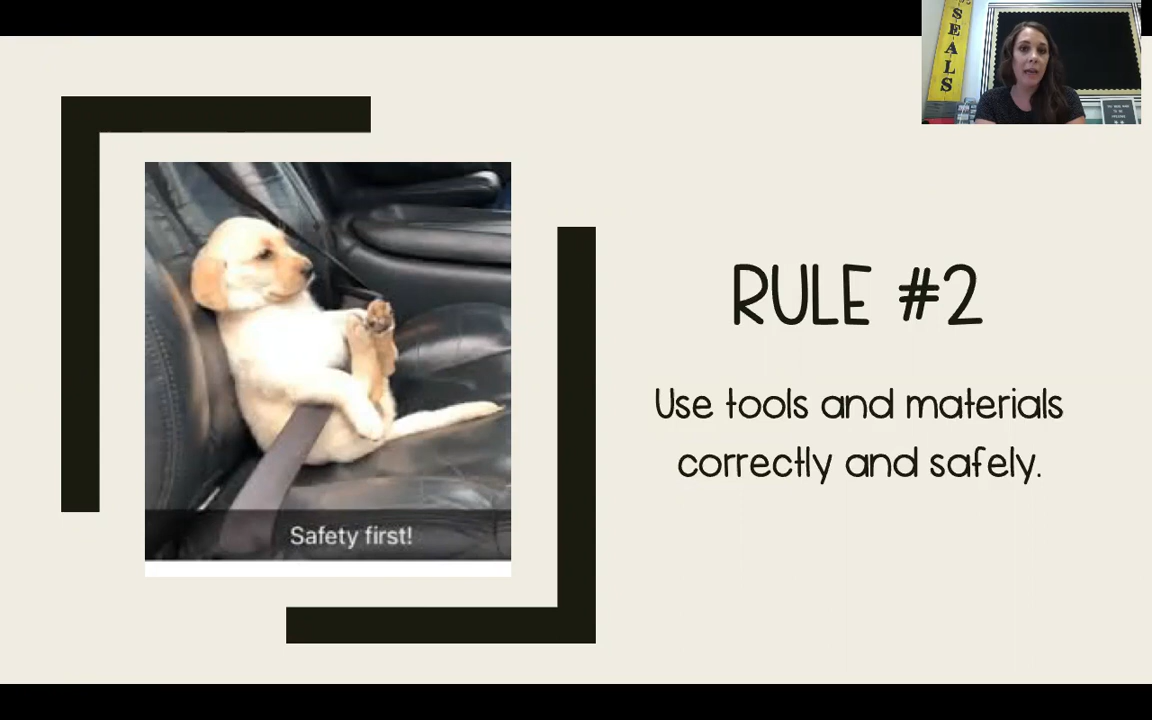 SEALS
RULE #2
Use tools and materials
correctly and safely.
Safety first!